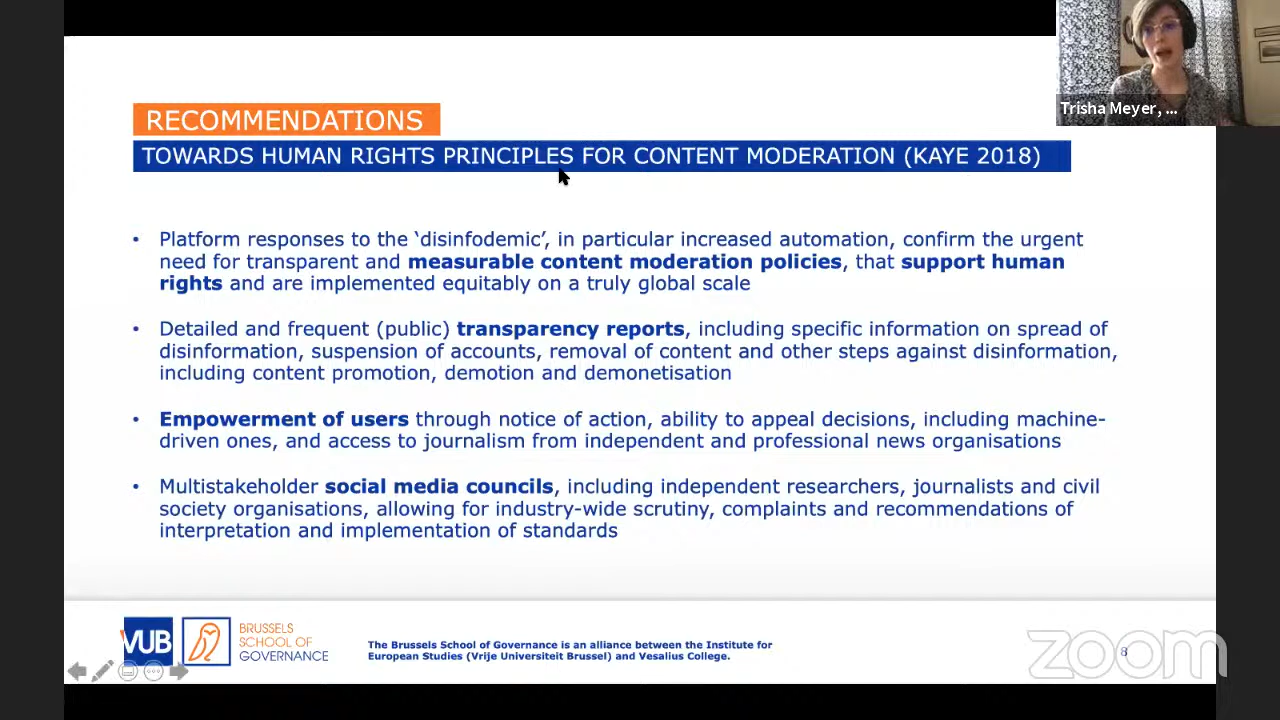 Trisha Meyer, ...
RECOMMENDATIONS
TOWARDS HUMAN RIGHTS PRINCIPLES FOR CONTENT MODERATION (KAYE 2018)
• Platform responses to the ‘disinfodemic’, in particular increased automation, confirm the urgent
need for transparent and measurable content moderation policies, that support human
rights and are implemented equitably on a truly global scale
• Detailed and frequent (public) transparency reports, including specific information on spread of
disinformation, suspension of accounts, removal of content and other steps against disinformation,
including content promotion, demotion and demonetisation
• Empowerment of users through notice of action, ability to appeal decisions, including machine-
driven ones, and access to journalism from independent and professional news organisations
• Multistakeholder social media councils, including independent researchers, journalists and civil
society organisations, allowing for industry-wide scrutiny, complaints and recommendations of
interpretation and implementation of standards
VUB
BRUSSELS
SCHOOL OF
GOVERNANCE
The Brussels School of Governance is an alliance between the Institute for
European Studies (Vrije Universiteit Brussel) and Vesalius College.
8
zoom